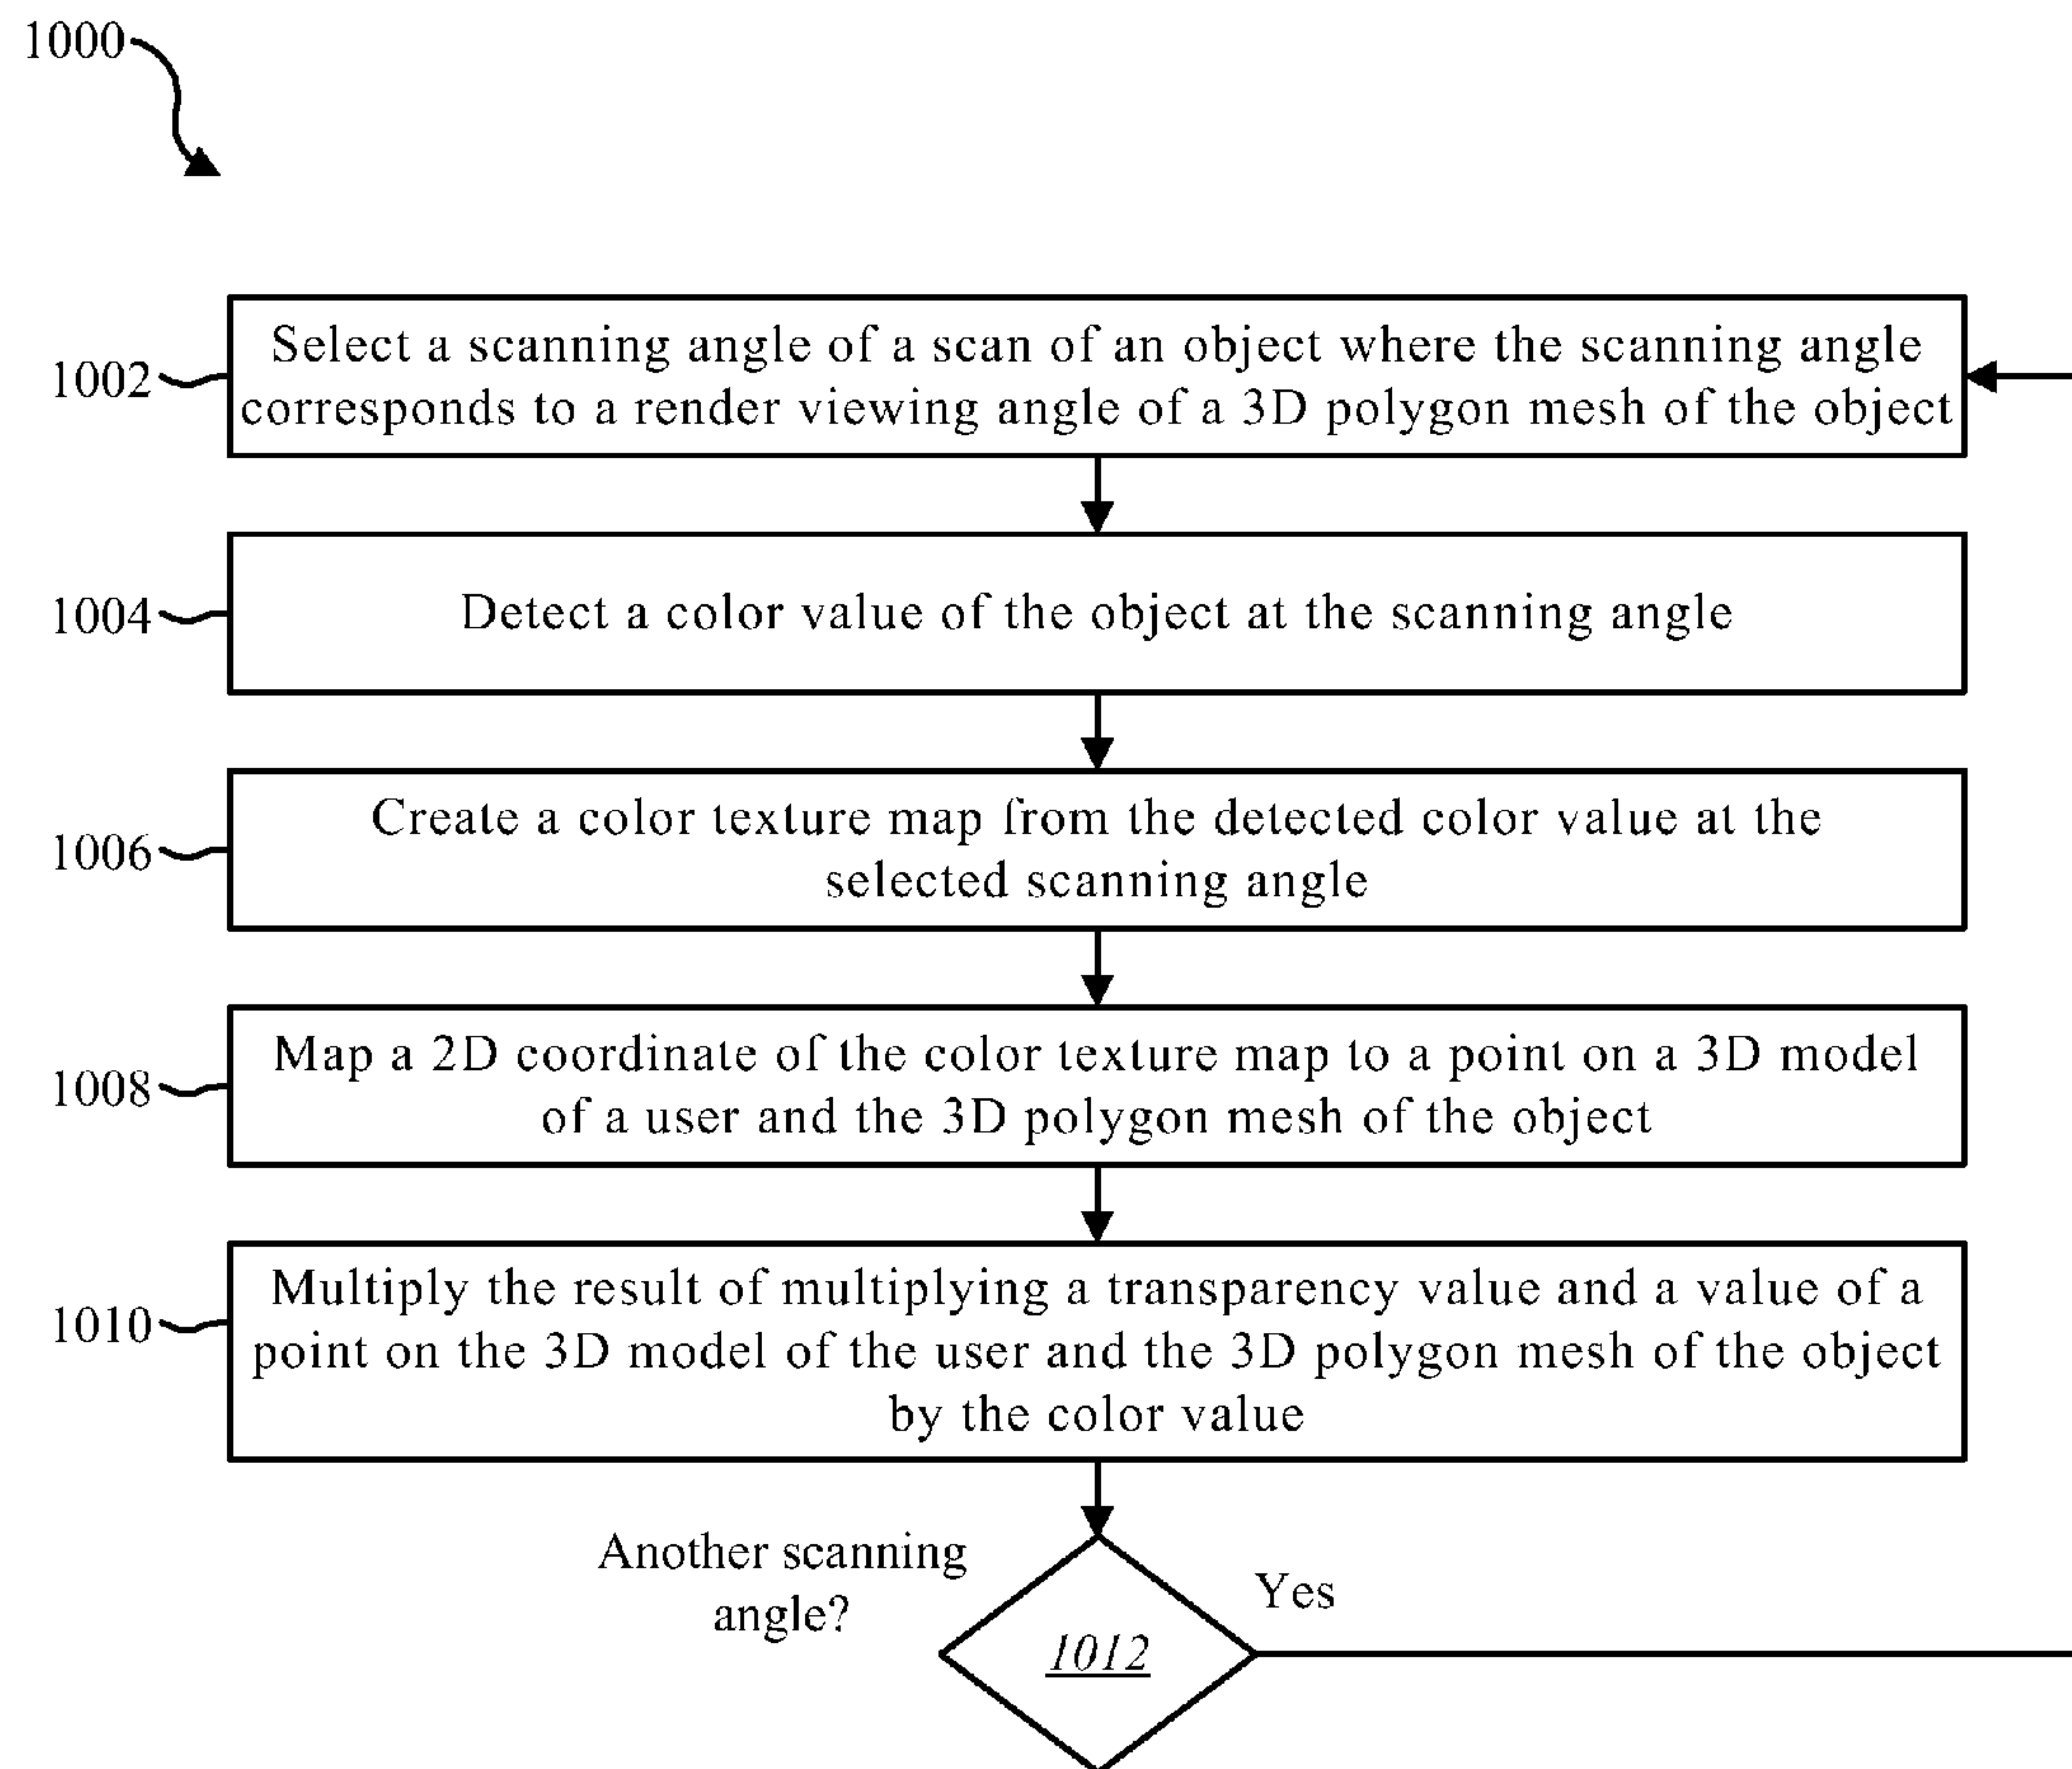 1000
1002
Select a scanning angle of a scan of an object where the scanning angle
corresponds to a render viewing angle of a 3D polygon mesh of the object
1004
Detect a color value of the object at the scanning angle
1006
Create a color texture map from the detected color value at the
selected scanning angle
1008
Map a 2D coordinate of the color texture map to a point on a 3D model
of a user and the 3D polygon mesh of the object
1010
Multiply the result of multiplying a transparency value and a value of a
point on the 3D model of the user and the 3D polygon mesh of the object
by the color value
Another scanning
angle?
Yes
1012